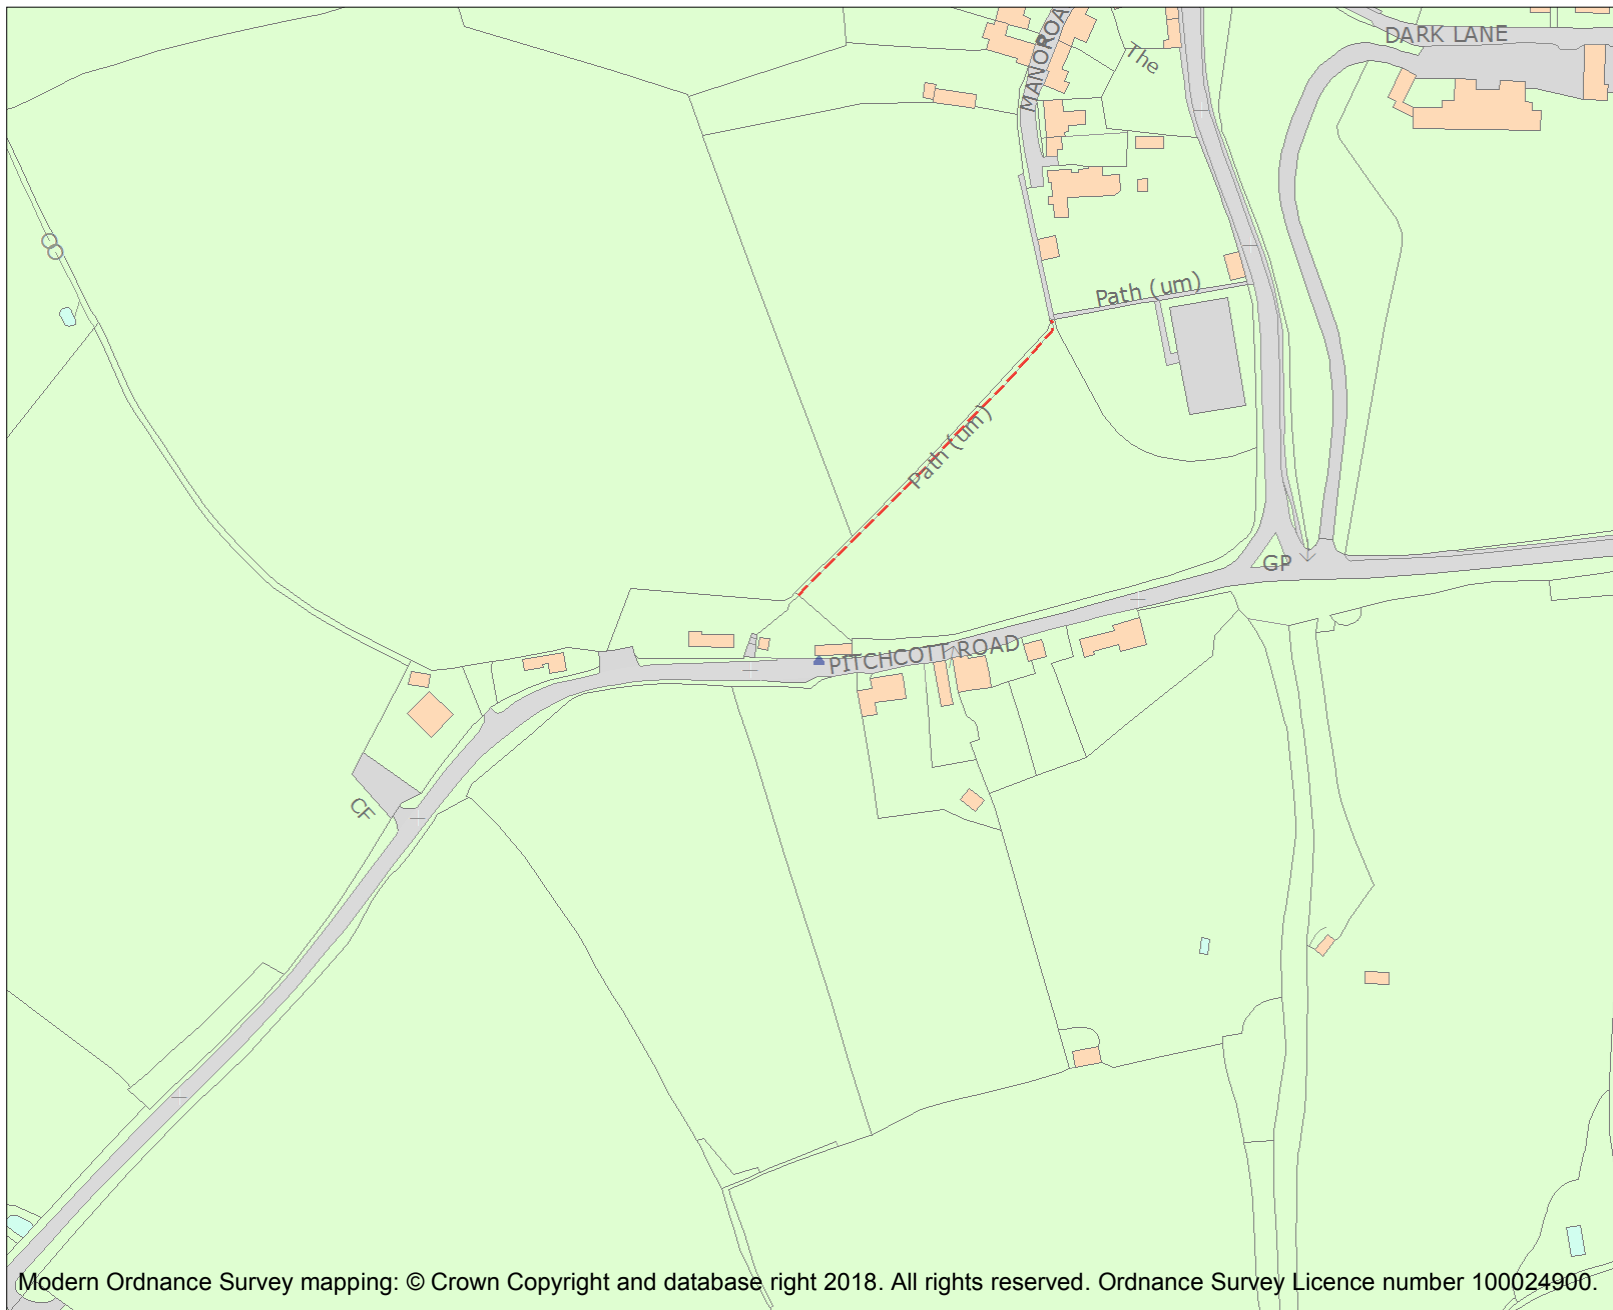 DARK LANE
MANOROA
The
Path (um)
Path (um)
GP
PITCHCOTT ROAD
CF
Modern Ordnance Survey mapping: © Crown Copyright and database right 2018. All rights reserved. Ordnance Survey Licence number 100024900.